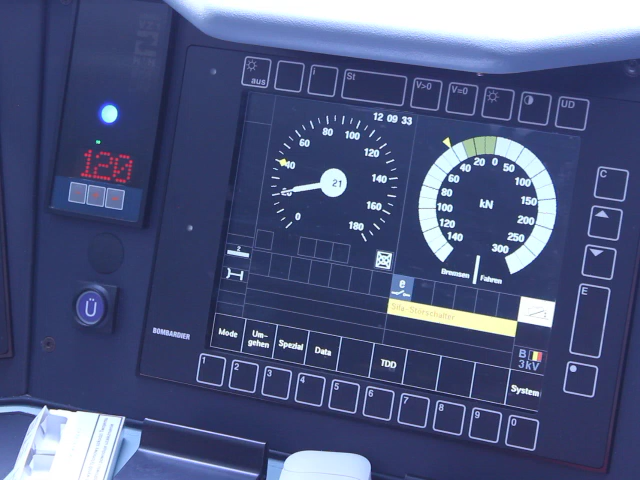 aus
i
St
V>0
V=0
UD
12 09 33
0
20
40
60
80
100
120
140
160
180
21
40
20
0
50
60
80
100
120
140
100
150
200
250
300
kN
Bremsen
Fahren
120
C
E
Ü
e
Sifa-Störschalter
BOMBARDIER
Mode
Um-
gehen
Spezial
Data
TDD
System
B
3kV
1
2
3
4
5
6
7
8
9
0